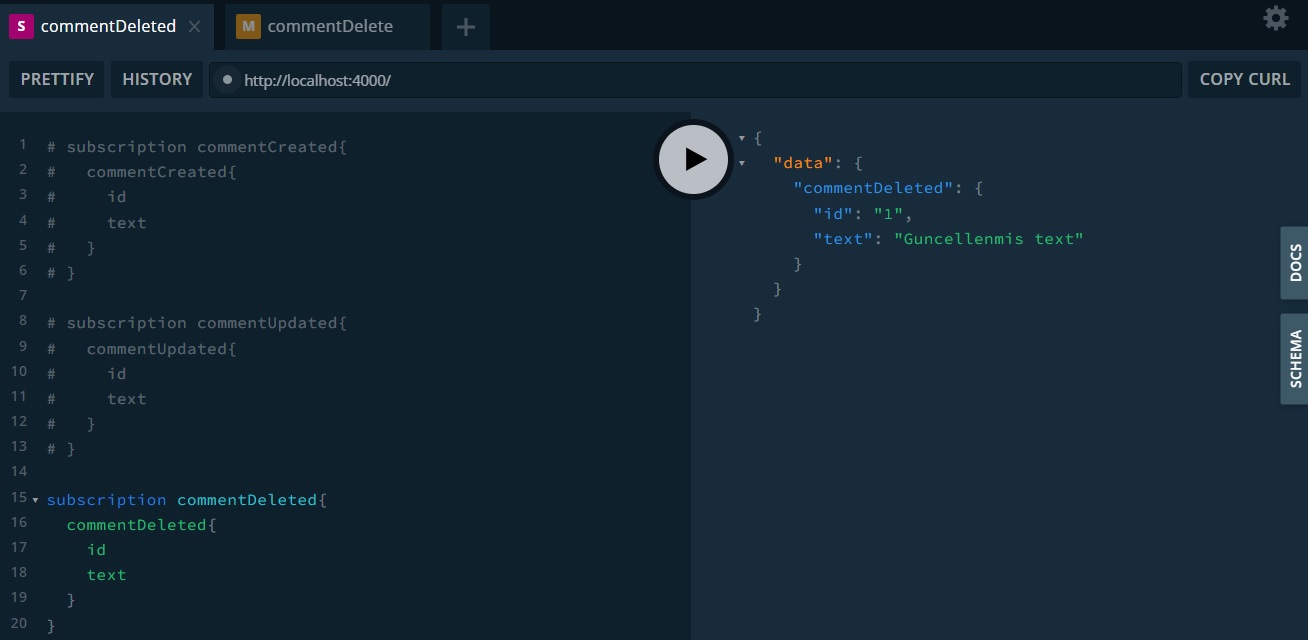 S commentDeleted
M commentDelete
PRETTIFY HISTORY http://localhost:4000/ COPY CURL
1 # subscription commentCreated{
2 #   commentCreated{
3 #     id
4 #     text
5 #   }
6 # }
7
8 # subscription commentUpdated{
9 #   commentUpdated{
10 #     id
11 #     text
12 #   }
13 # }
14
15 subscription commentDeleted{
16   commentDeleted{
17     id
18     text
19   }
20 }
{
  "data": {
    "commentDeleted": {
      "id": "1",
      "text": "Guncellenmis text"
    }
  }
}
DOCS
SCHEMA